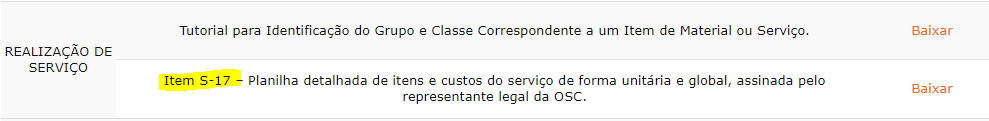 REALIZAÇÃO DE
SERVIÇO
Tutorial para Identificação do Grupo e Classe Correspondente a um Item de Material ou Serviço.
Baixar
Item S-17 – Planilha detalhada de itens e custos do serviço de forma unitária e global, assinada pelo
representante legal da OSC.
Baixar